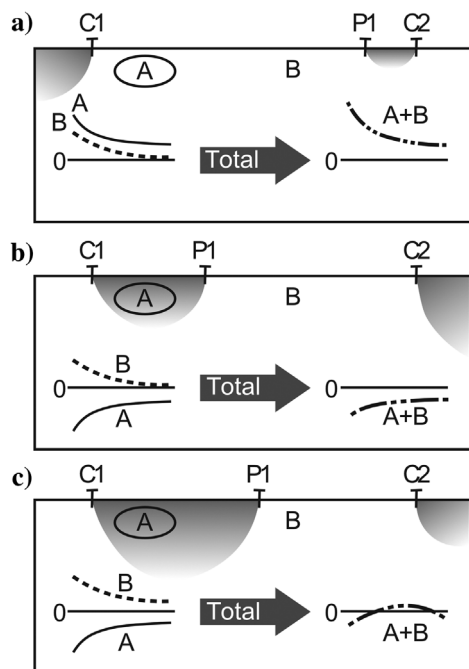 a) C1 P1 C2
A B
A
B A+B
0 Total 0
b) C1 P1 C2
A B
B
0 Total 0
A A+B
c) C1 P1 C2
A B
B
0 Total 0
A A+B